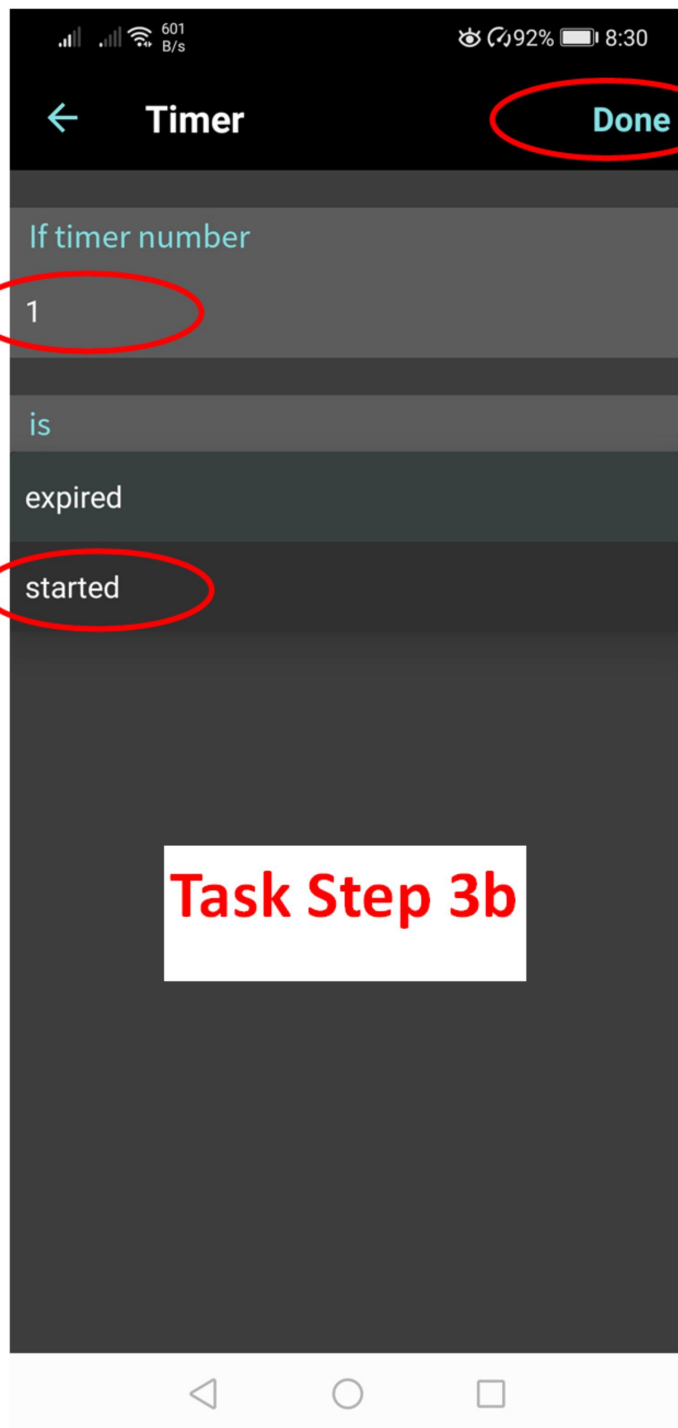 601
B/s
92% 8:30
Timer
Done
If timer number
1
is
expired
started
Task Step 3b